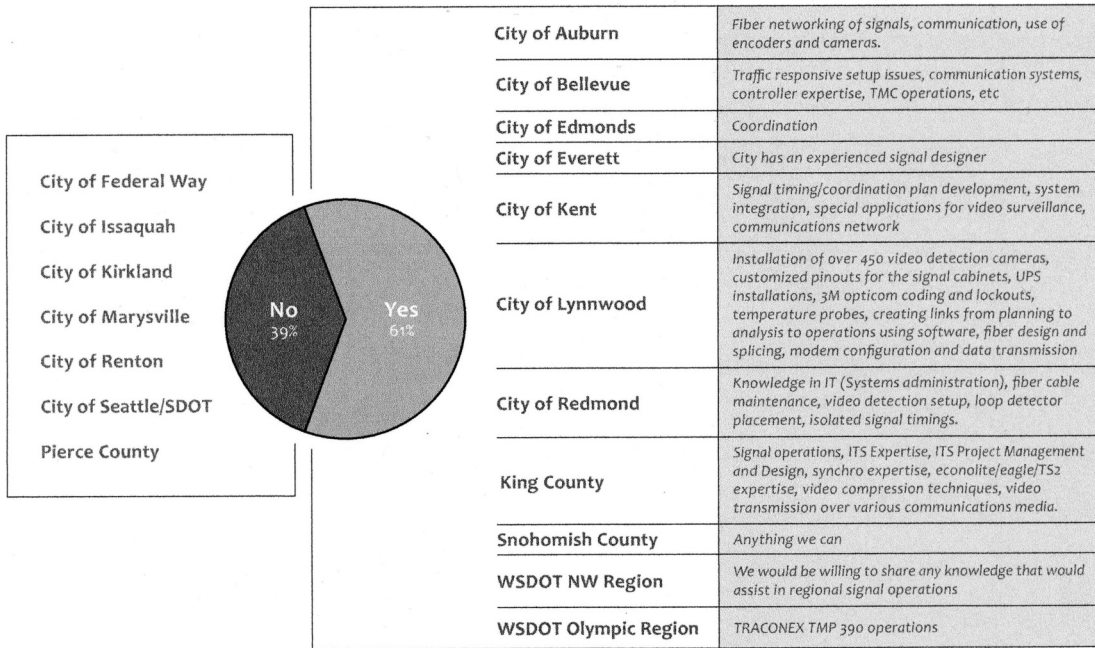 City of Federal Way
City of Issaquah
City of Kirkland
City of Marysville
City of Renton
City of Seattle/SDOT
Pierce County
No
39%
Yes
61%
City of Auburn
Fiber networking of signals, communication, use of
encoders and cameras.
City of Bellevue
Traffic responsive setup issues, communication systems,
controller expertise, TMC operations, etc
City of Edmonds
Coordination
City of Everett
City has an experienced signal designer
City of Kent
Signal timing/coordination plan development, system
integration, special applications for video surveillance,
communications network
City of Lynnwood
Installation of over 450 video detection cameras,
customized pinouts for the signal cabinets, UPS
installations, 3M opticom coding and lockouts,
temperature probes, creating links from planning to
analysis to operations using software, fiber design and
splicing, modem configuration and data transmission
City of Redmond
Knowledge in IT (Systems administration), fiber cable
maintenance, video detection setup, loop detector
placement, isolated signal timings.
King County
Signal operations, ITS Expertise, ITS Project Management
and Design, synchro expertise, econolite/eagle/TS2
expertise, video compression techniques, video
transmission over various communications media.
Snohomish County
Anything we can
WSDOT NW Region
We would be willing to share any knowledge that would
assist in regional signal operations
WSDOT Olympic Region
TRACONEX TMP 390 operations